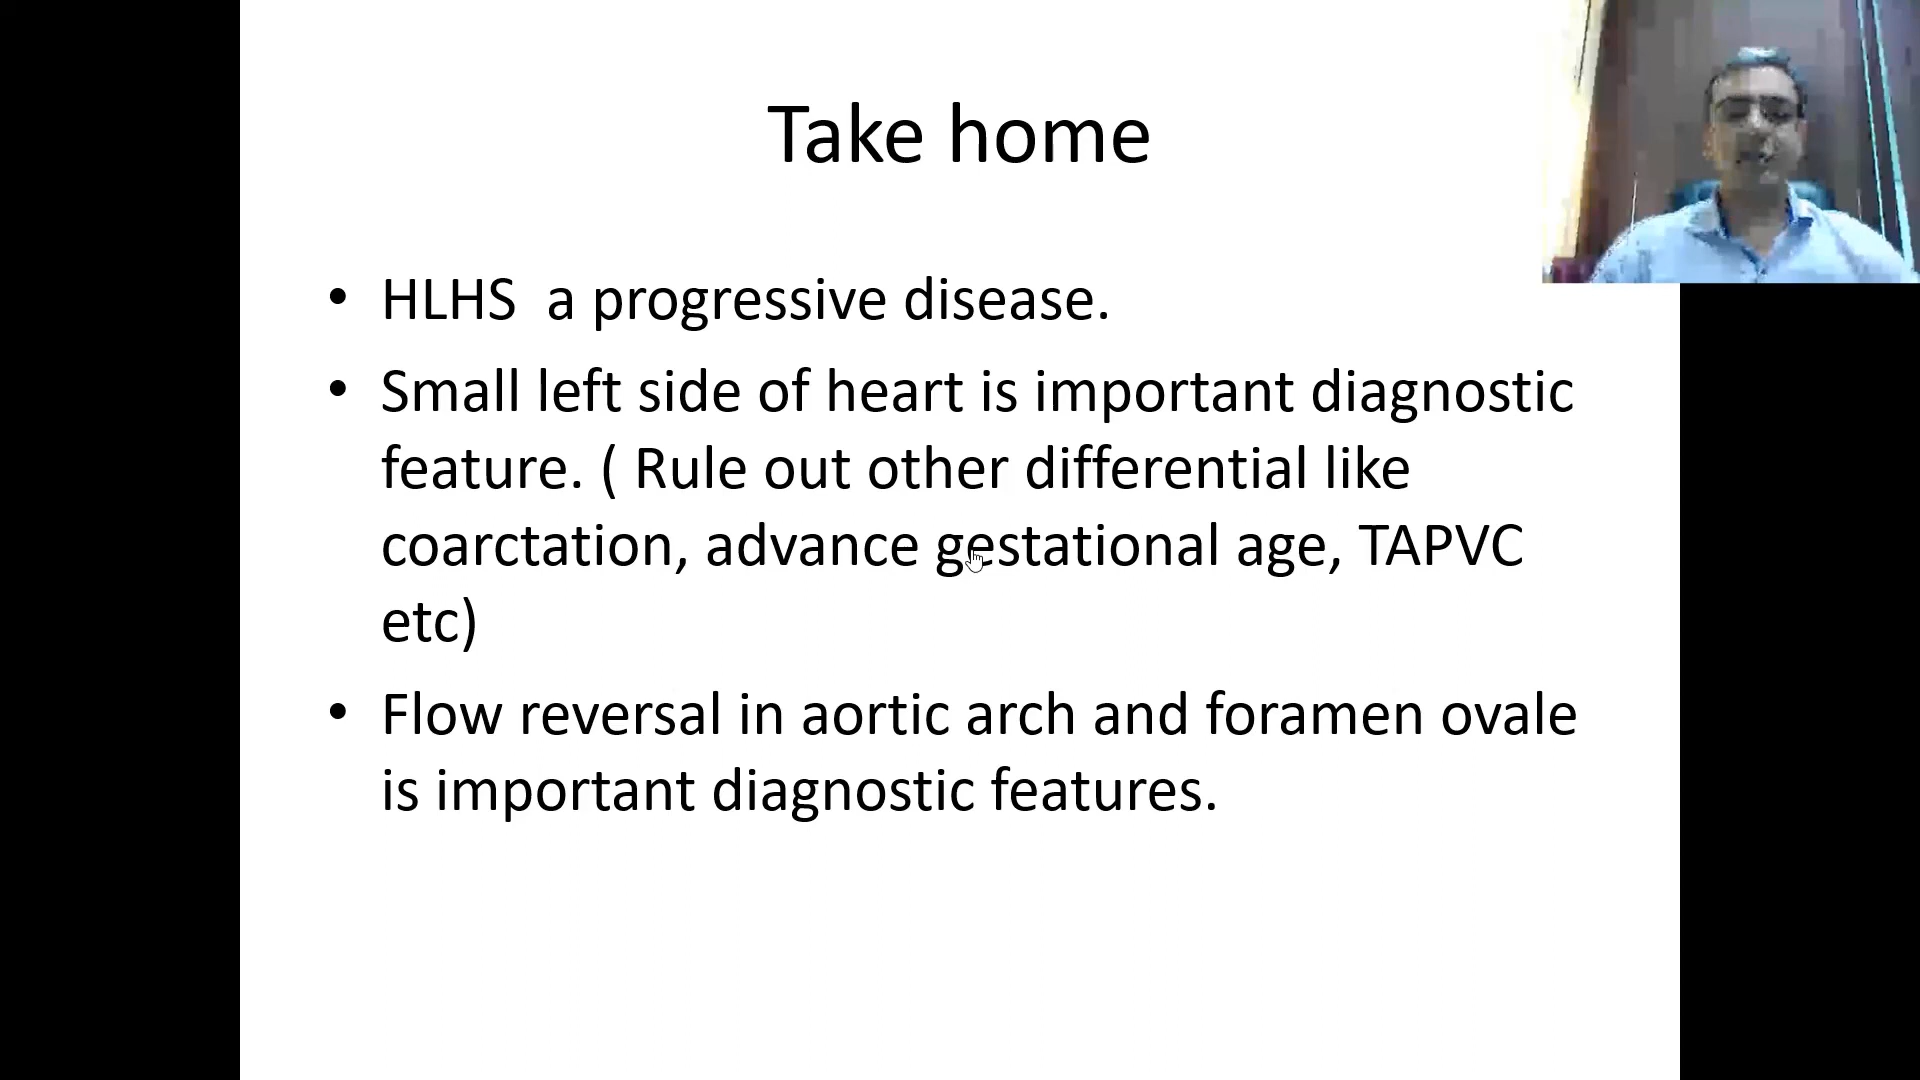 Take home
• HLHS  a progressive disease.
• Small left side of heart is important diagnostic
feature. ( Rule out other differential like
coarctation, advance gestational age, TAPVC
etc)
• Flow reversal in aortic arch and foramen ovale
is important diagnostic features.